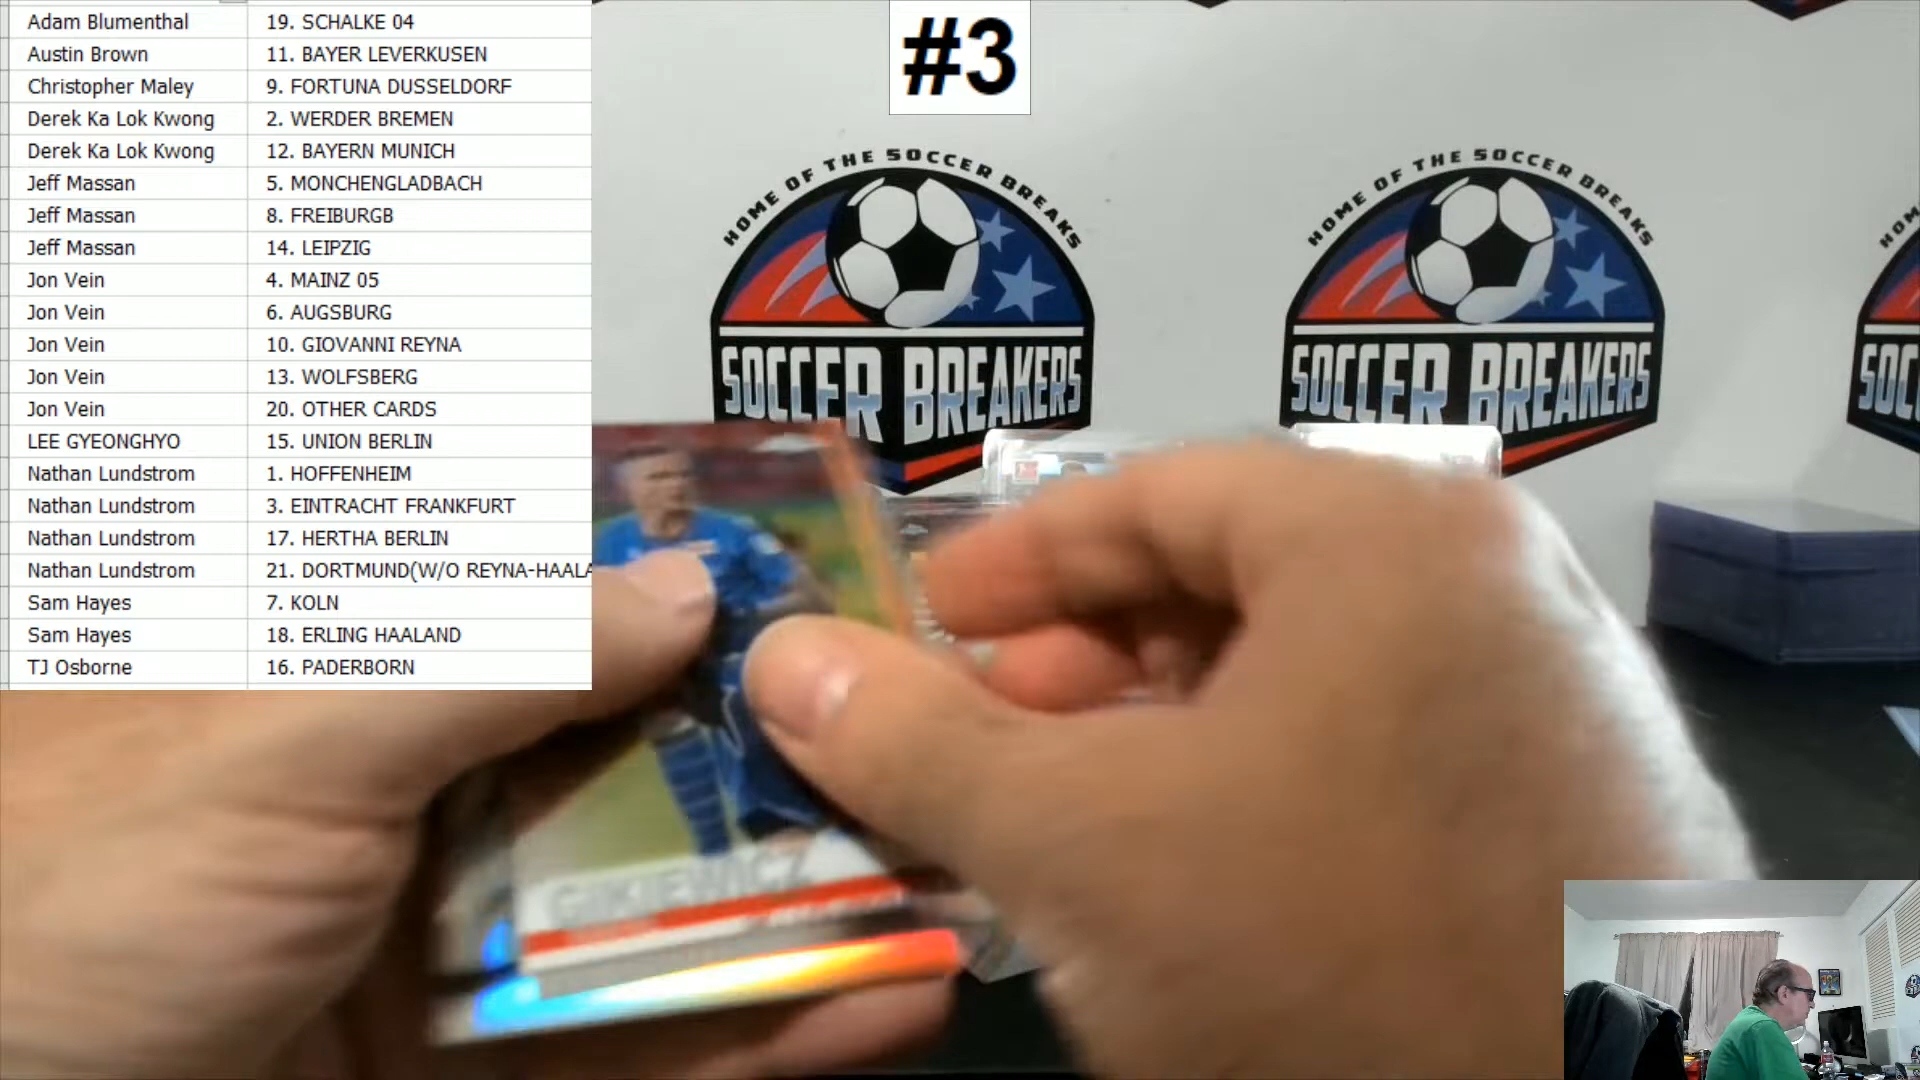 Adam Blumenthal 19. SCHALKE 04
Austin Brown 11. BAYER LEVERKUSEN
Christopher Maley 9. FORTUNA DUSSELDORF
Derek Ka Lok Kwong 2. WERDER BREMEN
Derek Ka Lok Kwong 12. BAYERN MUNICH
Jeff Massan 5. MONCHENGLADBACH
Jeff Massan 8. FREIBURGB
Jeff Massan 14. LEIPZIG
Jon Vein 4. MAINZ 05
Jon Vein 6. AUGSBURG
Jon Vein 10. GIOVANNI REYNA
Jon Vein 13. WOLFSBERG
Jon Vein 20. OTHER CARDS
LEE GYEONGHYO 15. UNION BERLIN
Nathan Lundstrom 1. HOFFENHEIM
Nathan Lundstrom 3. EINTRACHT FRANKFURT
Nathan Lundstrom 17. HERTHA BERLIN
Nathan Lundstrom 21. DORTMUND(W/O REYNA-HAALA
Sam Hayes 7. KOLN
Sam Hayes 18. ERLING HAALAND
TJ Osborne 16. PADERBORN
#3
HOME OF THE SOCCER BREAKS
SOCCER BREAKERS
HOME OF THE SOCCER BREAKS
SOCCER BREAKERS
HOM
SOCC
GIKIEWICZ